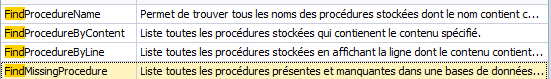 FindProcedureName Permet de trouver tous les noms des procédures stockées dont le nom contient c...
FindProcedureByContent Liste toutes les procédures stockées qui contienent le contenu spécifié.
FindProcedureByLine Liste toutes les procédures stockées en affichant la ligne dont le contenu contient...
FindMissingProcedure Liste toutes les procédures présentes et manquantes dans une bases de données...